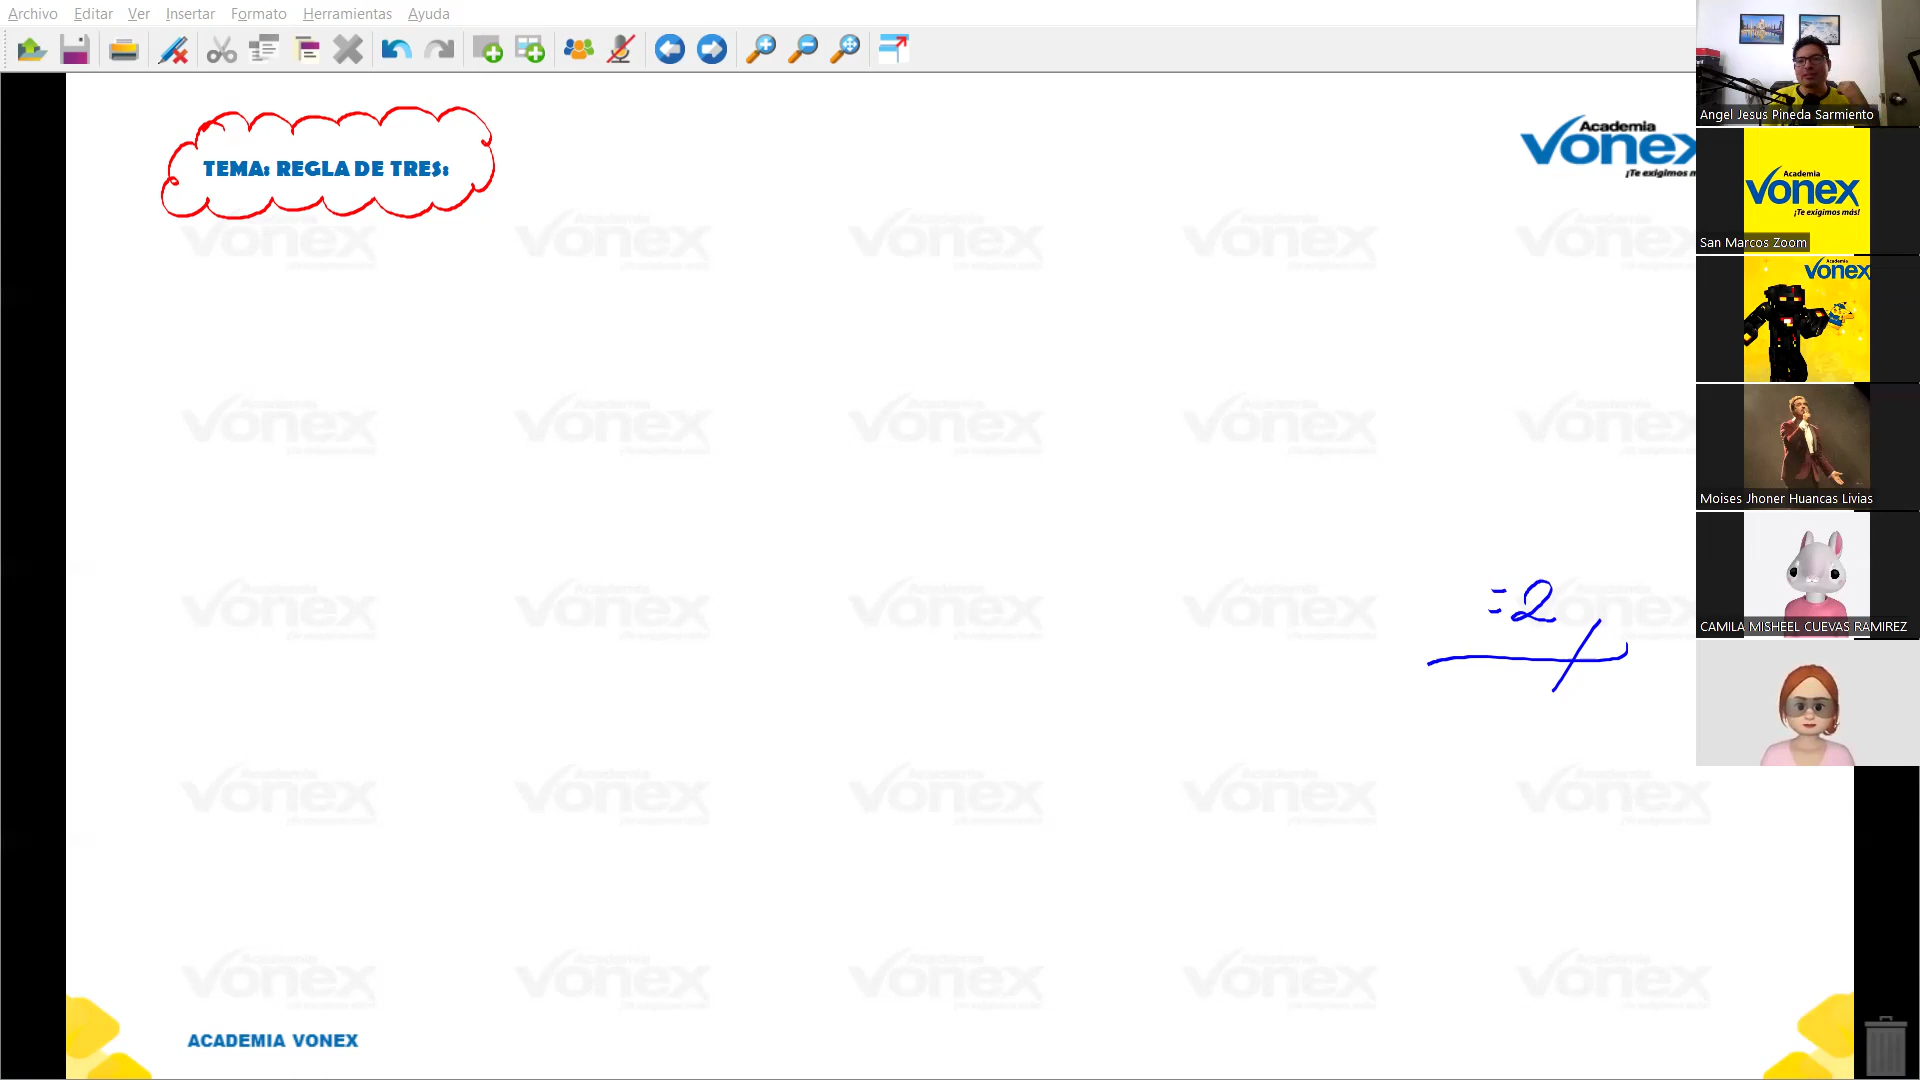 Archivo Editar Ver Insertar Formato Herramientas Ayuda
TEMA: REGLA DE TRES:
Academia
Vonex
¡Te exigimos m
= 2
ACADEMIA VONEX
Angel Jesus Pineda Sarmiento
Academia
Vonex
¡Te exigimos más!
San Marcos Zoom
Academia
Vonex
Moises Jhoner Huancas Livias
CAMILA MISHEEL CUEVAS RAMIREZ